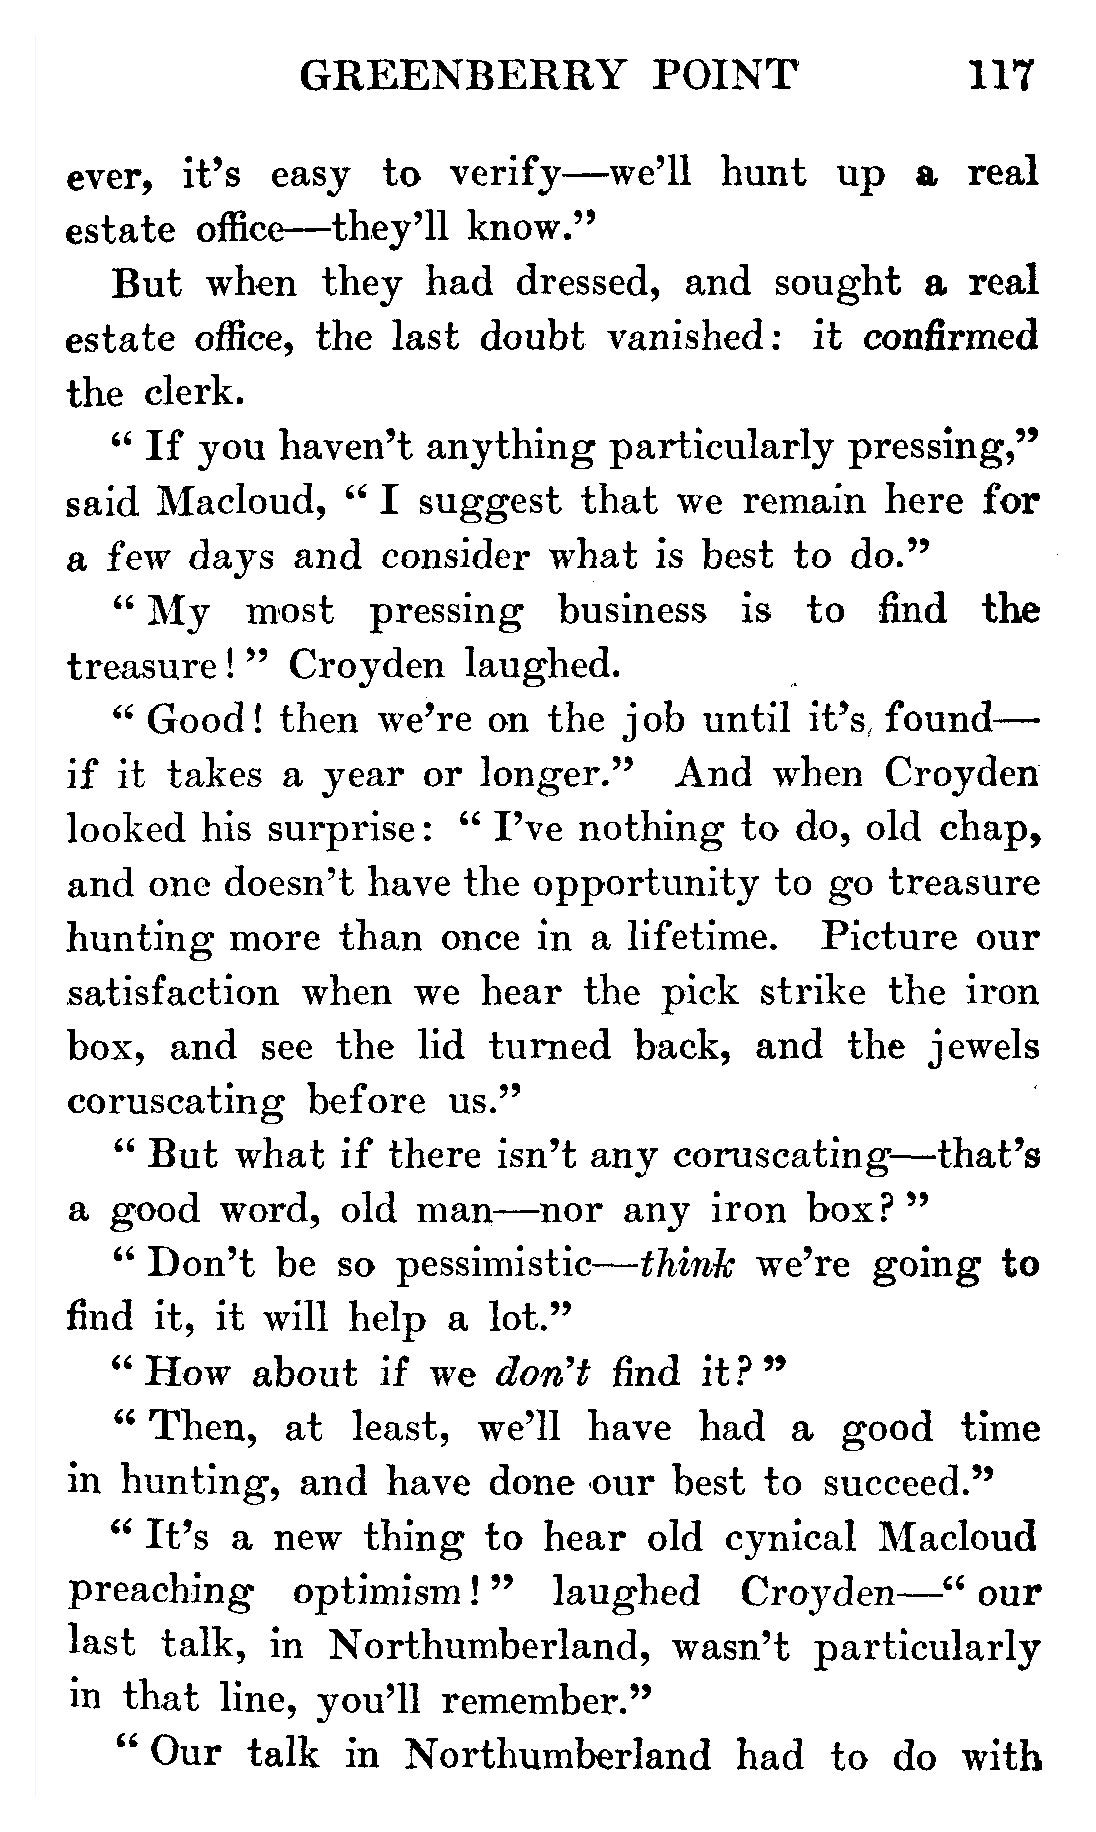 GREENBERRY POINT 117
ever, it's easy to verify—we'll hunt up a real
estate office—they'll know."
But when they had dressed, and sought a real
estate office, the last doubt vanished: it confirmed
the clerk.
" If you haven't anything particularly pressing,"
said Macloud, " I suggest that we remain here for
a few days and consider what is best to do."
" My most pressing business is to find the
treasure! " Croyden laughed.
" Good! then we're on the job until it's found—
if it takes a year or longer." And when Croyden
looked his surprise: " I've nothing to do, old chap,
and one doesn't have the opportunity to go treasure
hunting more than once in a lifetime. Picture our
satisfaction when we hear the pick strike the iron
box, and see the lid turned back, and the jewels
coruscating before us."
" But what if there isn't any coruscating—that's
a good word, old man—nor any iron box? "
" Don't be so pessimistic—think we're going to
find it, it will help a lot."
" How about if we don't find it? "
" Then, at least, we'll have had a good time
in hunting, and have done our best to succeed."
" It's a new thing to hear old cynical Macloud
preaching optimism! " laughed Croyden—" our
last talk, in Northumberland, wasn't particularly
in that line, you'll remember."
" Our talk in Northumberland had to do with